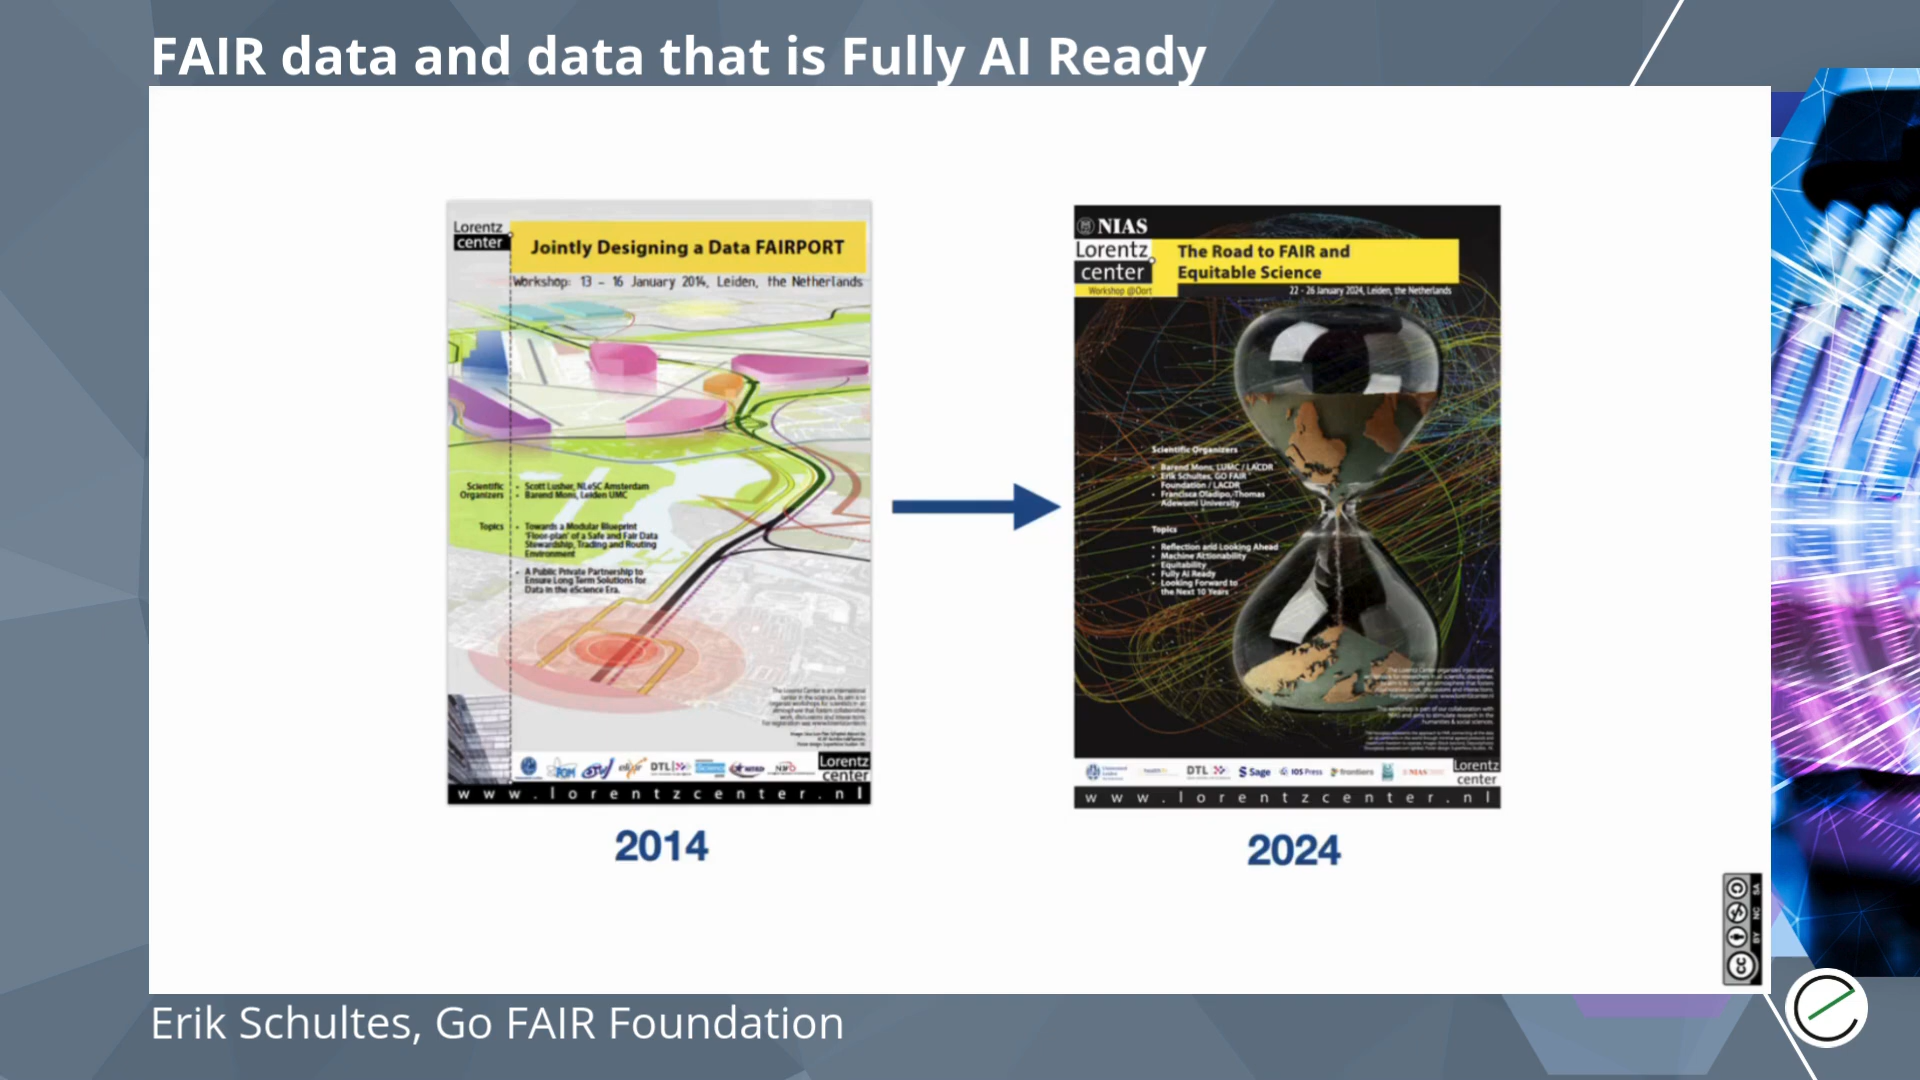 FAIR data and data that is Fully AI Ready
Lorentz
center
Jointly Designing a Data FAIRPORT
Workshop: 13 – 16 January 2014, Leiden, the Netherlands
Scientific
Organizers
• Scott Lusher, NLeSC Amsterdam
• Barend Mons, Leiden UMC
Topics
• Towards a Modular Blueprint
'Floor-plan' of a Safe and Fair Data
Stewardship, Trading and Routing
Environment
• A Public Private Partnership to
Ensure Long Term Solutions for
Data in the eScience Era.
DTL
Lorentz
center
www.lorentzcenter.nl
2014
NIAS
Lorentz
center
Workshop @Oort
The Road to FAIR and
Equitable Science
22 - 26 January 2024, Leiden, the Netherlands
Scientific Organizers
• Barend Mons, LUMC / LACDR
• Erik Schultes, GO FAIR
Foundation / LACDR
• Francisca Oladipo, Thomas
Adewumi University
Topics
• Reflection and Looking Ahead
• Machine Actionability
• Equitability
• Fully AI Ready
• Looking Forward to
the Next 10 Years
DTL
Sage
IOS Press
frontiers
NIAS
Lorentz
center
www.lorentzcenter.nl
2024
cc BY NC SA
Erik Schultes, Go FAIR Foundation